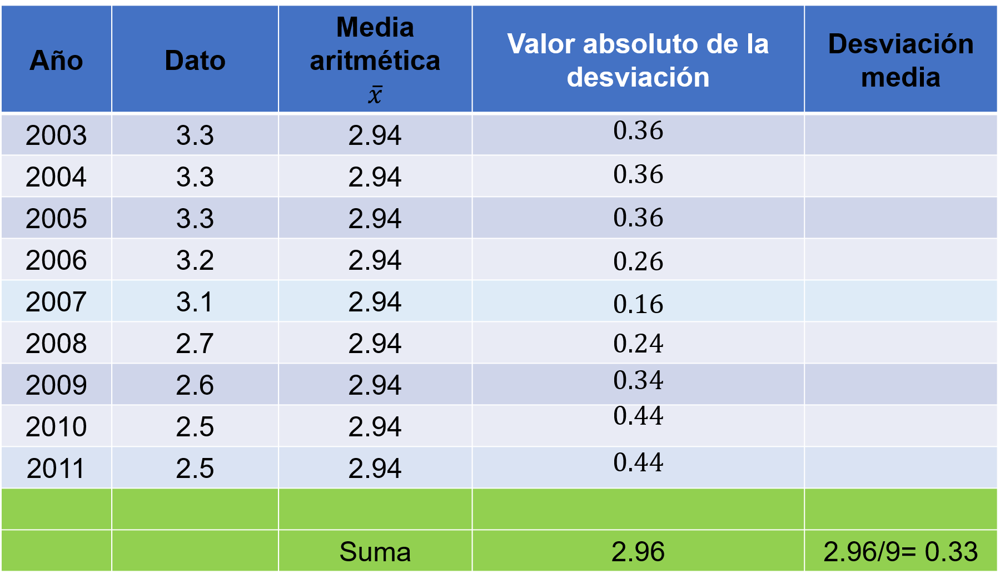 Año Dato Media aritmética x̄ Valor absoluto de la desviación Desviación media
2003 3.3 2.94 0.36
2004 3.3 2.94 0.36
2005 3.3 2.94 0.36
2006 3.2 2.94 0.26
2007 3.1 2.94 0.16
2008 2.7 2.94 0.24
2009 2.6 2.94 0.34
2010 2.5 2.94 0.44
2011 2.5 2.94 0.44
Suma 2.96 2.96/9= 0.33